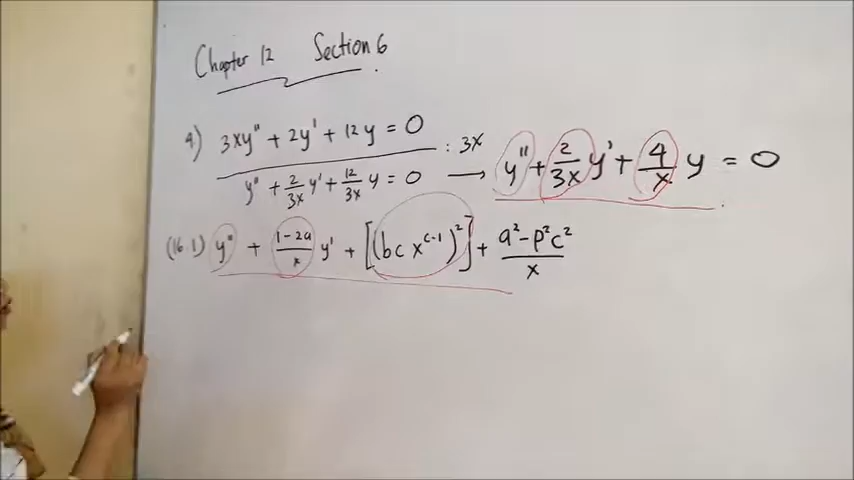 Chapter 12 Section 6
4) 3xy'' + 2y' + 12y = 0 : 3x
y'' + 2/3x y' + 12/3x y = 0 → y'' + 2/3x y' + 4/x y = 0
(16.1) y'' + 1-2a/x y' + [(bc x^(c-1))^2] + a^2-p^2c^2/x